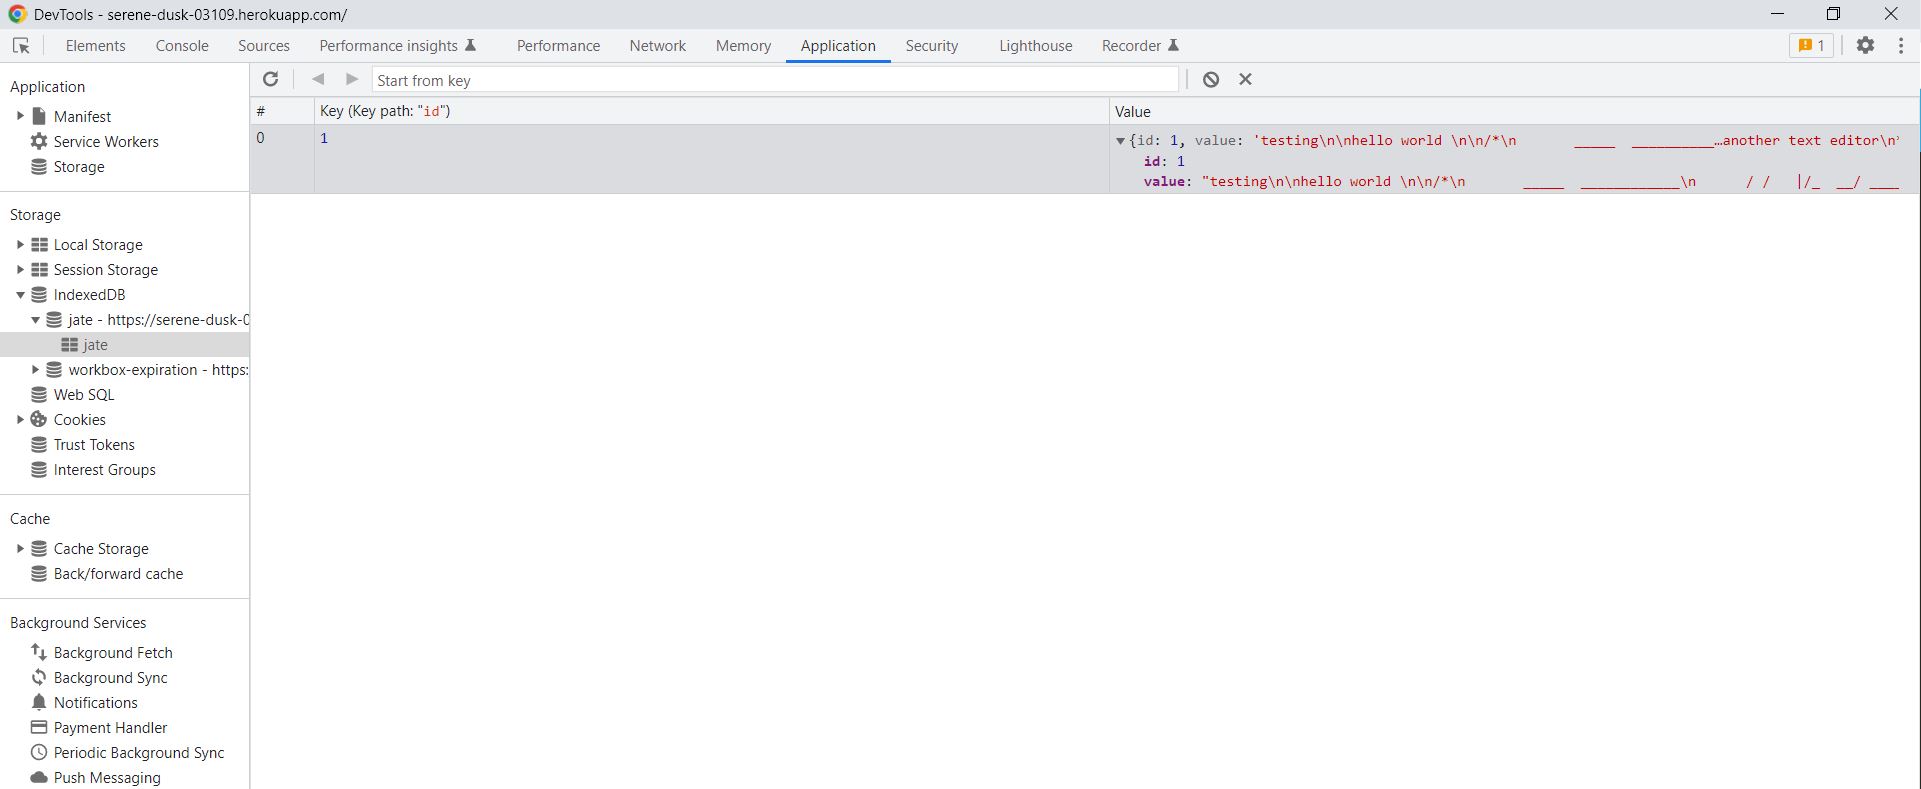 DevTools - serene-dusk-03109.herokuapp.com/
Elements Console Sources Performance insights Performance Network Memory Application Security Lighthouse Recorder 1
Application
Manifest
Service Workers
Storage
Storage
Local Storage
Session Storage
IndexedDB
jate - https://serene-dusk-0
jate
workbox-expiration - https:
Web SQL
Cookies
Trust Tokens
Interest Groups
Cache
Cache Storage
Back/forward cache
Background Services
Background Fetch
Background Sync
Notifications
Payment Handler
Periodic Background Sync
Push Messaging
Start from key
# Key (Key path: "id") Value
0 1 {id: 1, value: 'testing\n\nhello world \n\n/*\n       _____  __________…another text editor\n*
id: 1
value: "testing\n\nhello world \n\n/*\n       _____  ____________\n      / /   |/_  __/ ____